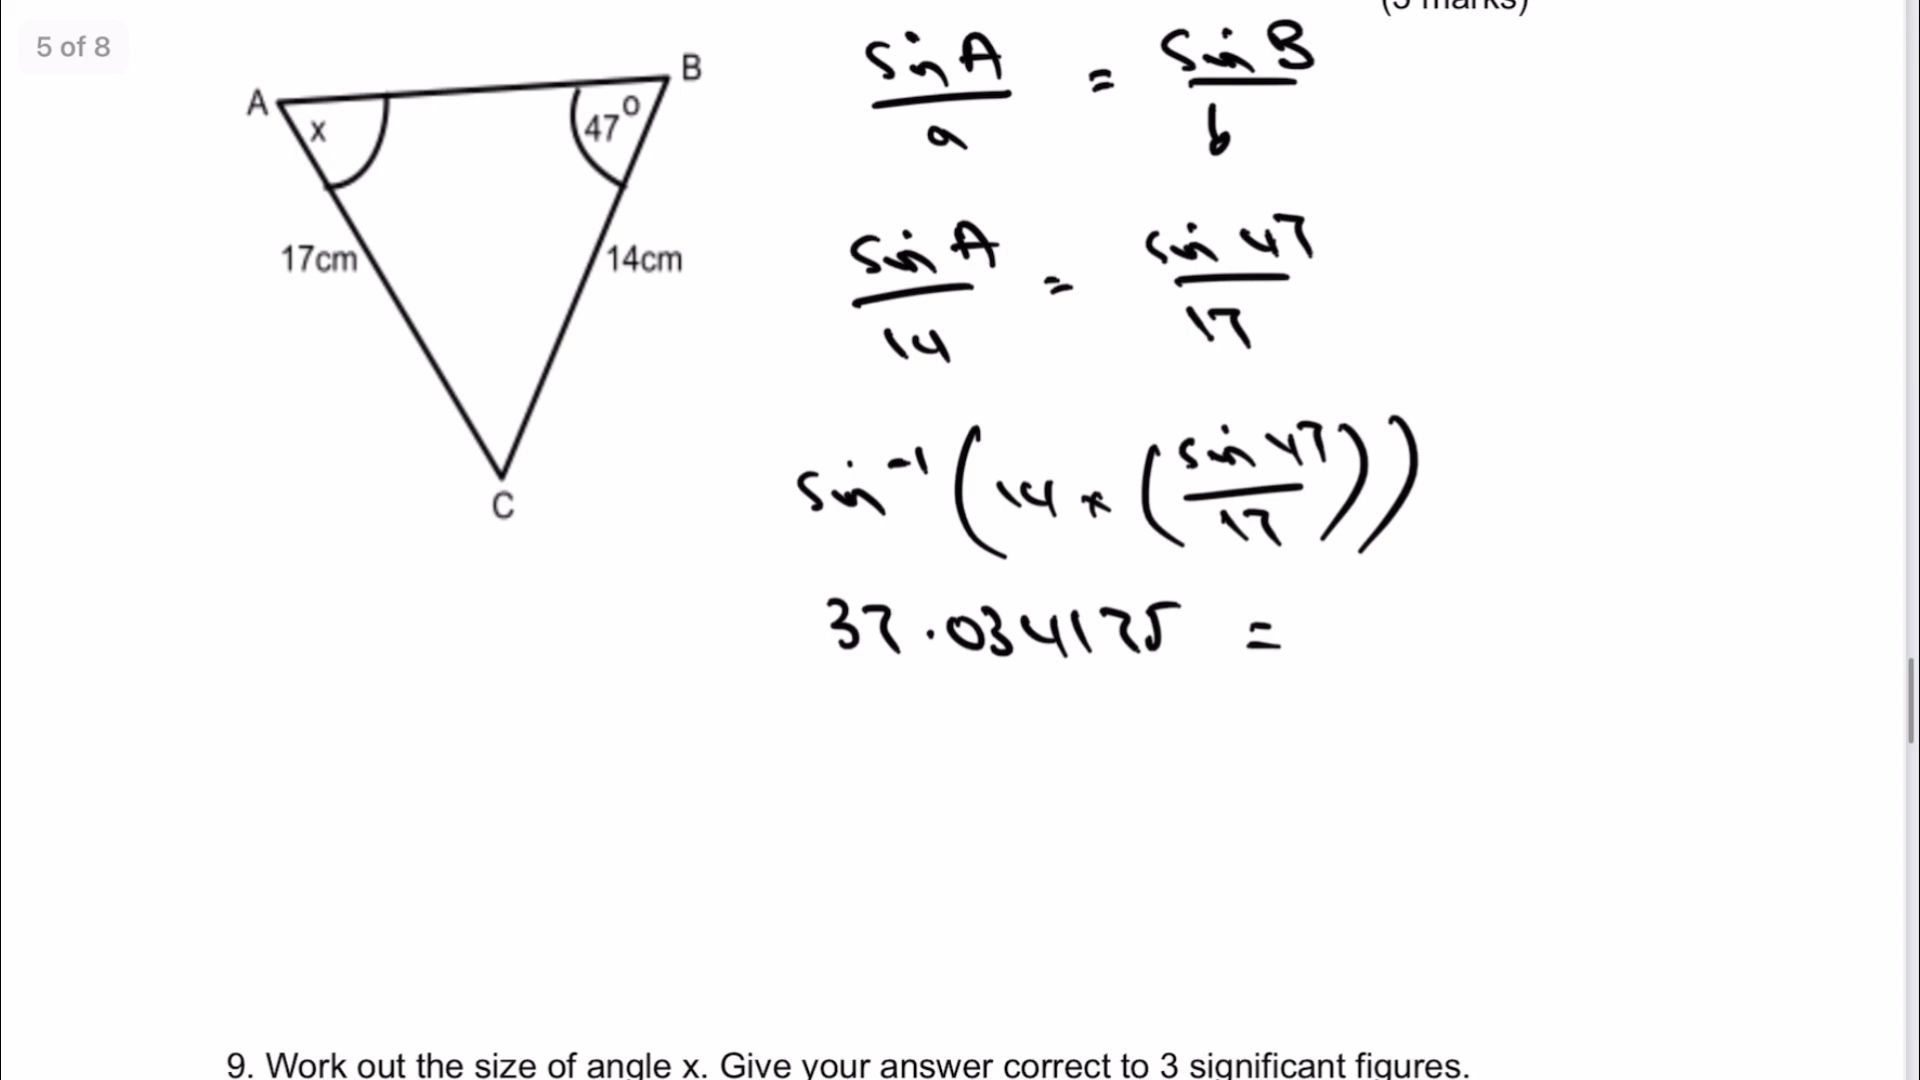 5 of 8
A
B
x
47°
17cm
14cm
C
sin A / a = sin B / b
sin A / 14 = sin 47 / 17
sin⁻¹ (14 × (sin 47 / 17))
37.034175 =
9. Work out the size of angle x. Give your answer correct to 3 significant figures.